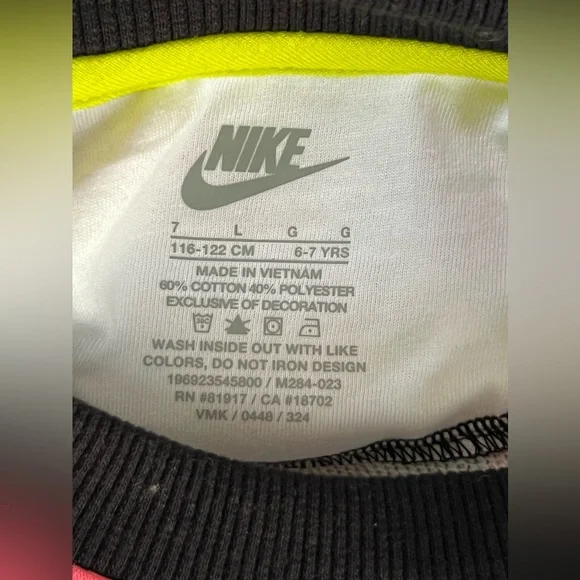 NIKE
7 L G G
116-122 CM 6-7 YRS
MADE IN VIETNAM
60% COTTON 40% POLYESTER
EXCLUSIVE OF DECORATION
WASH INSIDE OUT WITH LIKE
COLORS, DO NOT IRON DESIGN
196923545800 / M284-023
RN #81917 / CA #18702
VMK / 0448 / 324